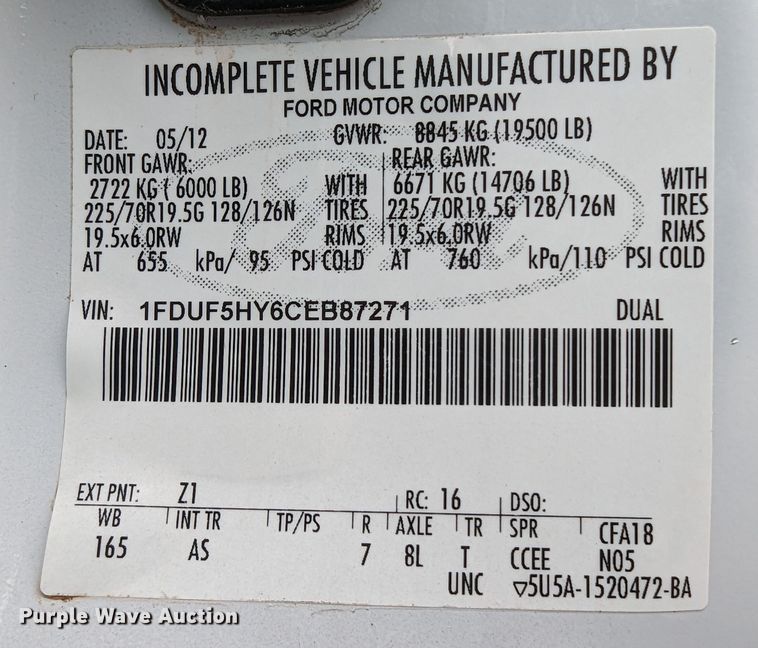 INCOMPLETE VEHICLE MANUFACTURED BY
FORD MOTOR COMPANY
DATE: 05/12 GVWR: 8845 KG (19500 LB)
FRONT GAWR: REAR GAWR:
2722 KG ( 6000 LB) WITH 6671 KG (14706 LB) WITH
225/70R19.5G 128/126N TIRES 225/70R19.5G 128/126N TIRES
19.5x6.0RW RIMS 19.5x6.0RW RIMS
AT 655 kPa/ 95 PSI COLD AT 760 kPa/110 PSI COLD
VIN: 1FDUF5HY6CEB87271 DUAL
EXT PNT: Z1 RC: 16 DSO:
WB INT TR TP/PS R AXLE TR SPR CFA18
165 AS 7 8L T CCEE N05
UNC ▽5U5A-1520472-BA
Purple Wave Auction